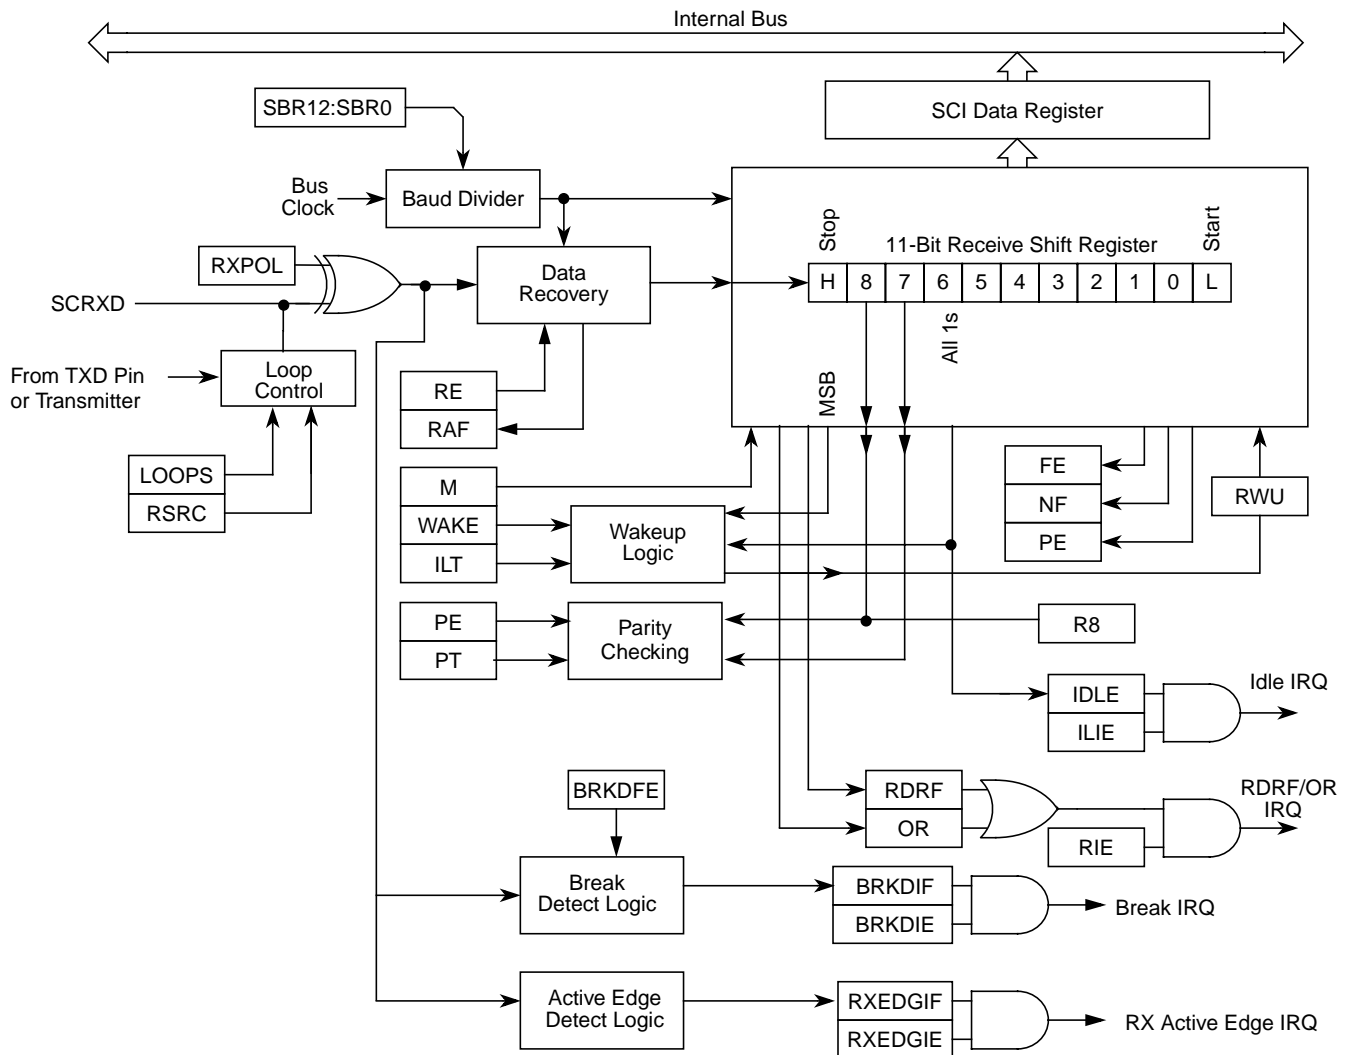 Internal Bus
SBR12:SBR0
SCI Data Register
Bus
Clock
Baud Divider
Stop
11-Bit Receive Shift Register
Start
RXPOL
Data
Recovery
H 8 7 6 5 4 3 2 1 0 L
SCRXD
All 1s
From TXD Pin
or Transmitter
Loop
Control
RE
RAF
MSB
LOOPS
RSRC
M
WAKE
ILT
Wakeup
Logic
FE
NF
PE
RWU
PE
PT
Parity
Checking
R8
IDLE
ILIE
Idle IRQ
BRKDFE
RDRF
OR
RIE
RDRF/OR
IRQ
Break
Detect Logic
BRKDIF
BRKDIE
Break IRQ
Active Edge
Detect Logic
RXEDGIF
RXEDGIE
RX Active Edge IRQ